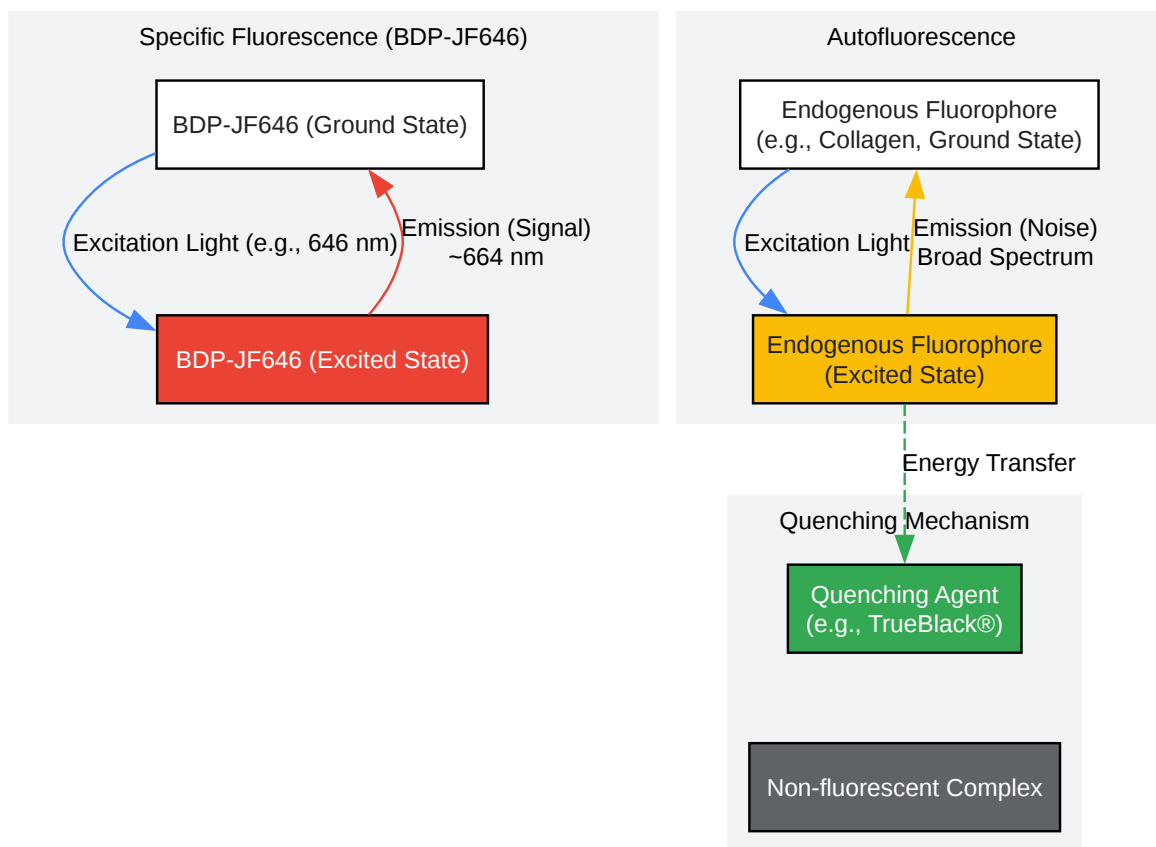 Specific Fluorescence (BDP-JF646)
BDP-JF646 (Ground State)
Excitation Light (e.g., 646 nm)
Emission (Signal)
~664 nm
BDP-JF646 (Excited State)
Autofluorescence
Endogenous Fluorophore
(e.g., Collagen, Ground State)
Excitation Light
Emission (Noise)
Broad Spectrum
Endogenous Fluorophore
(Excited State)
Energy Transfer
Quenching Mechanism
Quenching Agent
(e.g., TrueBlack®)
Non-fluorescent Complex